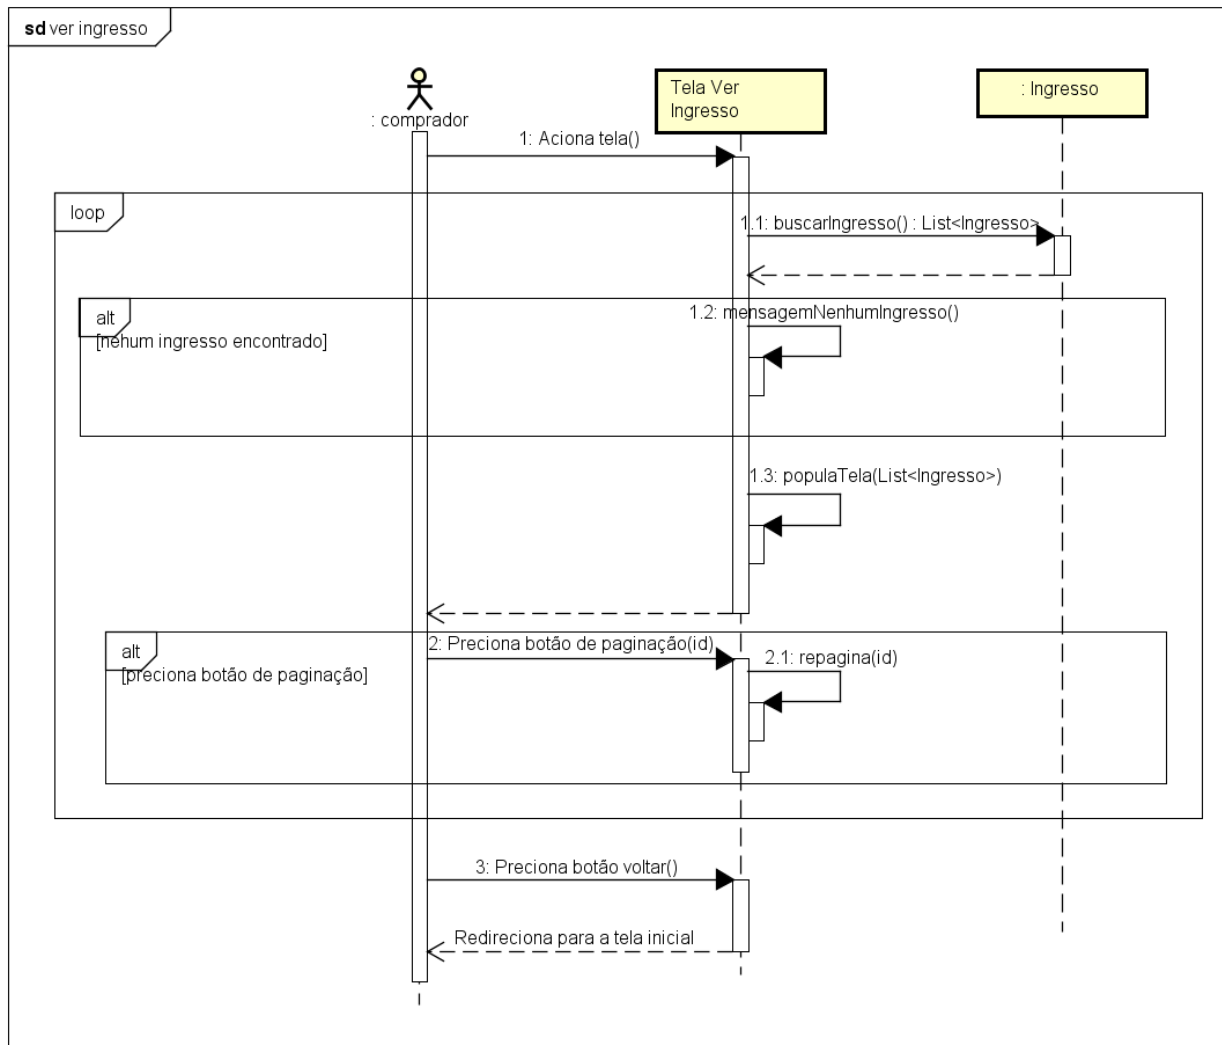 sd ver ingresso
: comprador
Tela Ver
Ingresso
: Ingresso
1: Aciona tela()
loop
1.1: buscarIngresso() : List<Ingresso>
alt
[nehum ingresso encontrado]
1.2: mensagemNenhumIngresso()
1.3: populaTela(List<Ingresso>)
alt
[preciona botão de paginação]
2: Preciona botão de paginação(id)
2.1: repagina(id)
3: Preciona botão voltar()
Redireciona para a tela inicial